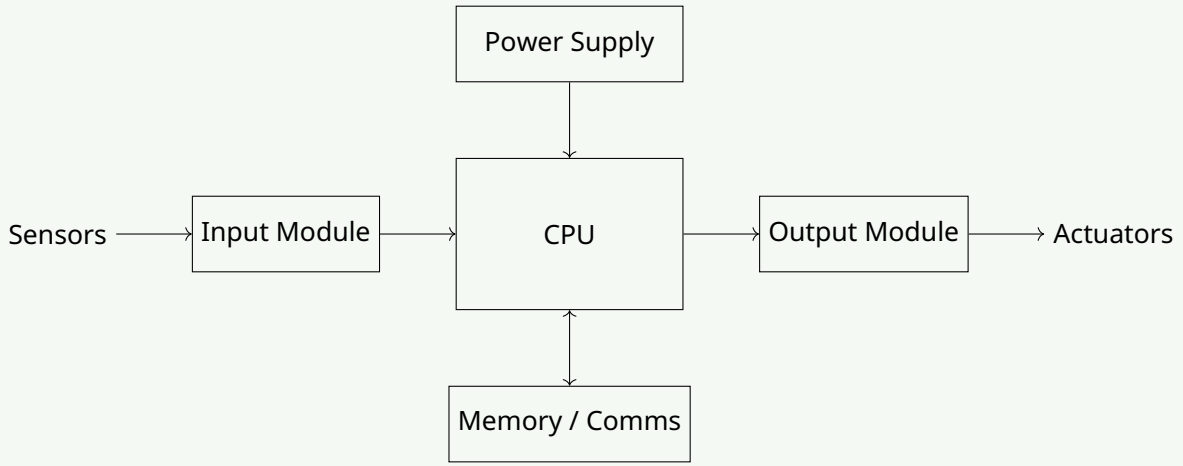 Power Supply
Sensors
Input Module
CPU
Output Module
Actuators
Memory / Comms